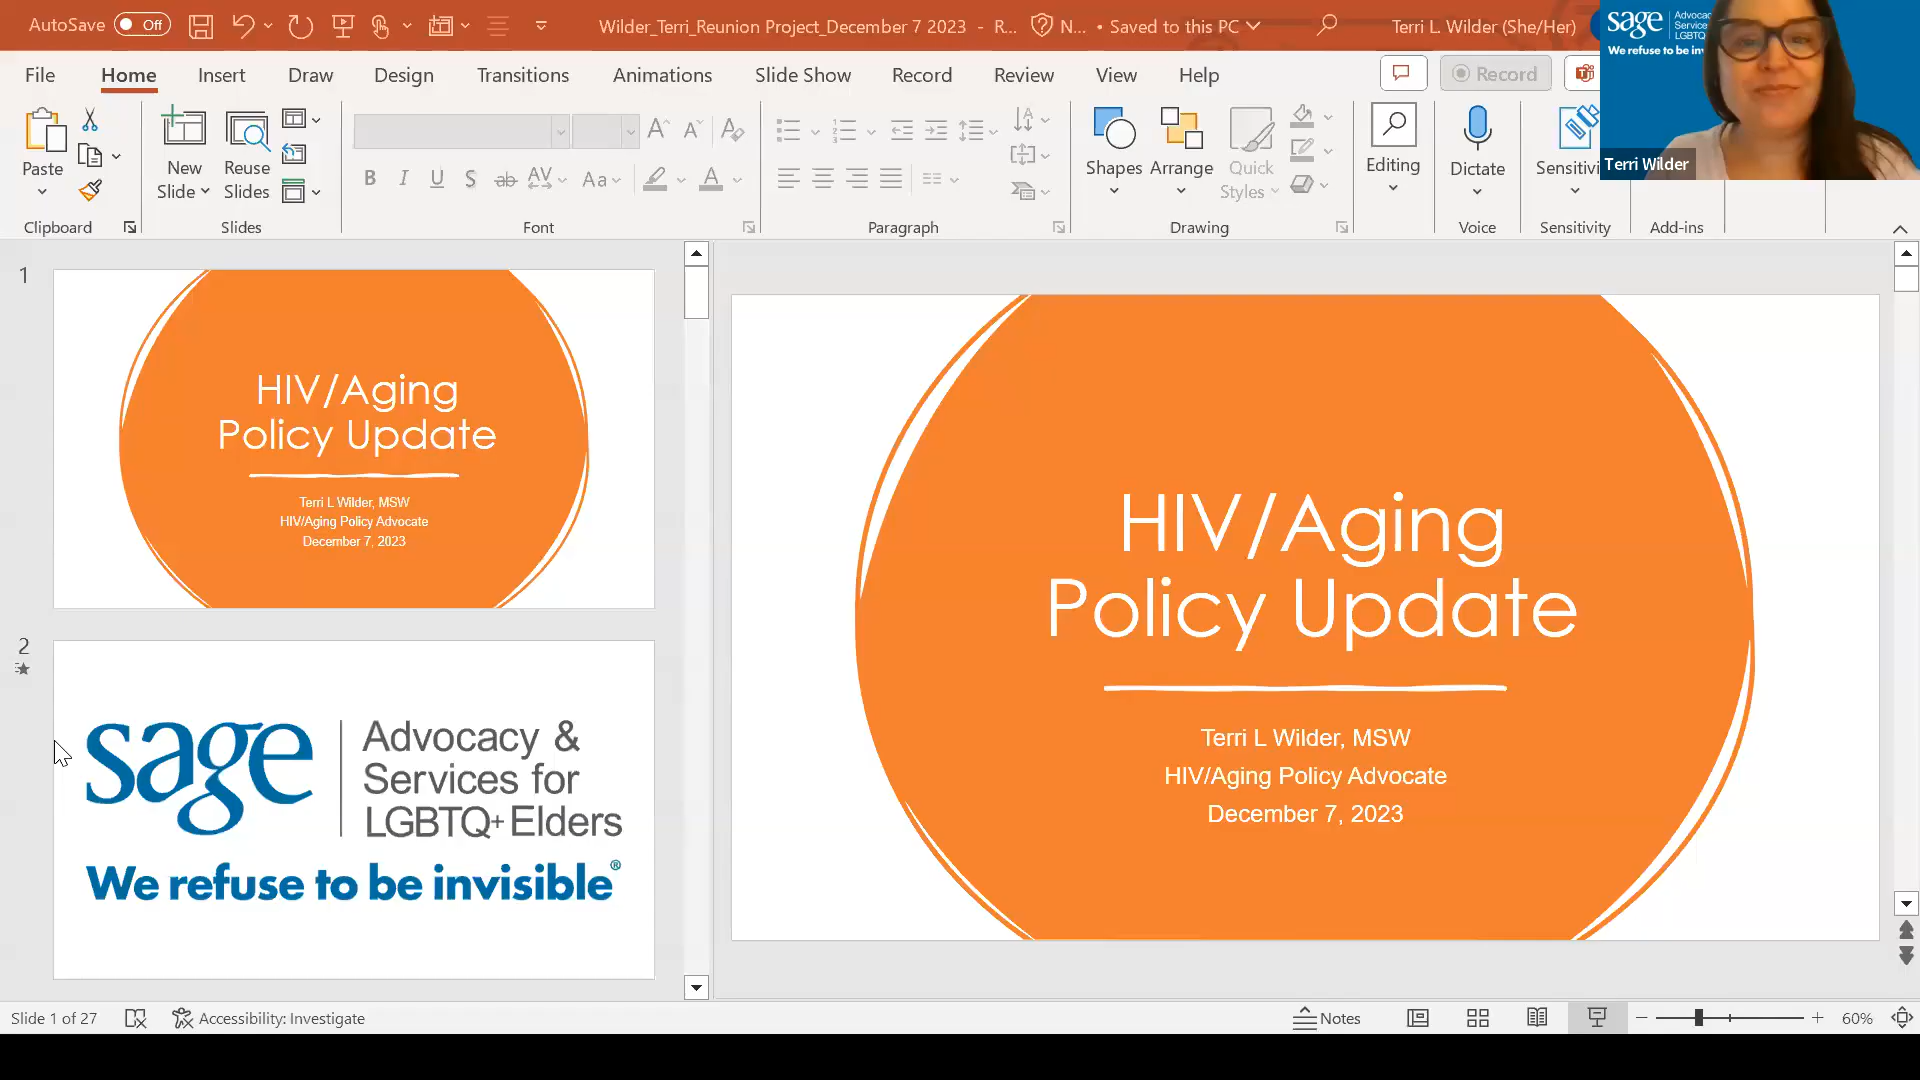 AutoSave Off
Wilder_Terri_Reunion Project_December 7 2023 - R... N... • Saved to this PC
Terri L. Wilder (She/Her)
File Home Insert Draw Design Transitions Animations Slide Show Record Review View Help
Record
Paste
New
Slide
Reuse
Slides
B I U S ab AV Aa A
Shapes
Arrange
Quick
Styles
Editing
Dictate
Sensitivi
Clipboard
Slides
Font
Paragraph
Drawing
Voice
Sensitivity
Add-ins
sage
Advoca
Service
LGBTQ
We refuse to be inv
Terri Wilder
1
HIV/Aging
Policy Update
Terri L Wilder, MSW
HIV/Aging Policy Advocate
December 7, 2023
2
sage
Advocacy &
Services for
LGBTQ+ Elders
We refuse to be invisible®
HIV/Aging
Policy Update
Terri L Wilder, MSW
HIV/Aging Policy Advocate
December 7, 2023
Slide 1 of 27
Accessibility: Investigate
Notes
60%